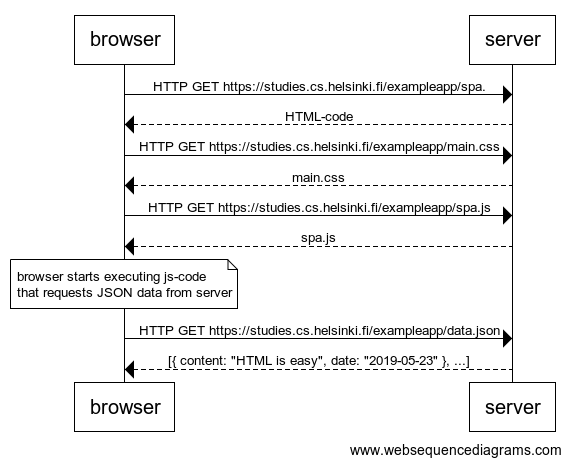 browser
server
HTTP GET https://studies.cs.helsinki.fi/exampleapp/spa.
HTML-code
HTTP GET https://studies.cs.helsinki.fi/exampleapp/main.css
main.css
HTTP GET https://studies.cs.helsinki.fi/exampleapp/spa.js
spa.js
browser starts executing js-code
that requests JSON data from server
HTTP GET https://studies.cs.helsinki.fi/exampleapp/data.json
[{ content: "HTML is easy", date: "2019-05-23" }, ...]
browser
server
www.websequencediagrams.com